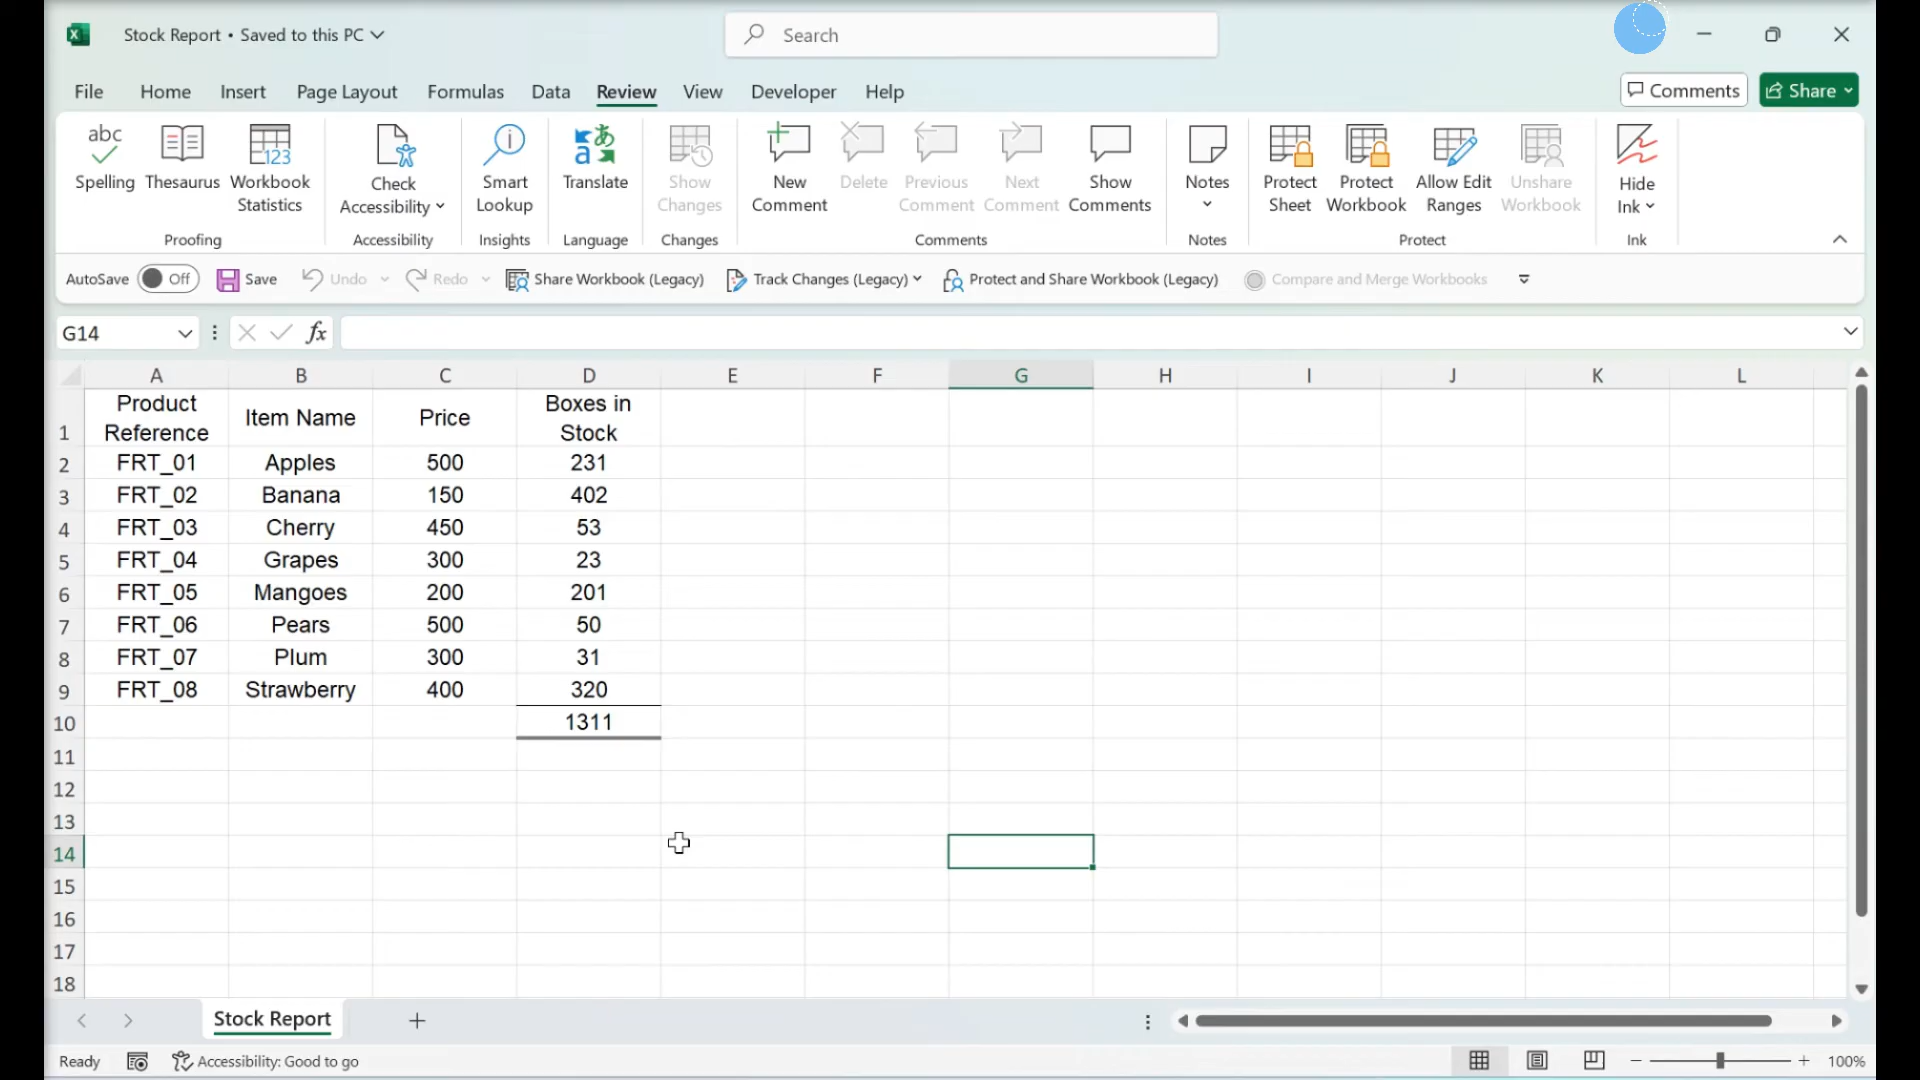 Stock Report • Saved to this PC
Search
File Home Insert Page Layout Formulas Data Review View Developer Help
Comments Share
abc
123
a
Spelling Thesaurus Workbook Statistics
Check Accessibility
Smart Lookup
Translate
Show Changes
New Comment
Delete
Previous Comment
Next Comment
Show Comments
Notes
Protect Sheet
Protect Workbook
Allow Edit Ranges
Unshare Workbook
Hide Ink
Proofing Accessibility Insights Language Changes Comments Notes Protect Ink
AutoSave Off Save Undo Redo Share Workbook (Legacy) Track Changes (Legacy) Protect and Share Workbook (Legacy) Compare and Merge Workbooks
G14 fx
A B C D E F G H I J K L
1 Product Reference Item Name Price Boxes in Stock
2 FRT_01 Apples 500 231
3 FRT_02 Banana 150 402
4 FRT_03 Cherry 450 53
5 FRT_04 Grapes 300 23
6 FRT_05 Mangoes 200 201
7 FRT_06 Pears 500 50
8 FRT_07 Plum 300 31
9 FRT_08 Strawberry 400 320
10 1311
11
12
13
14
15
16
17
18
Stock Report
Ready Accessibility: Good to go 100%